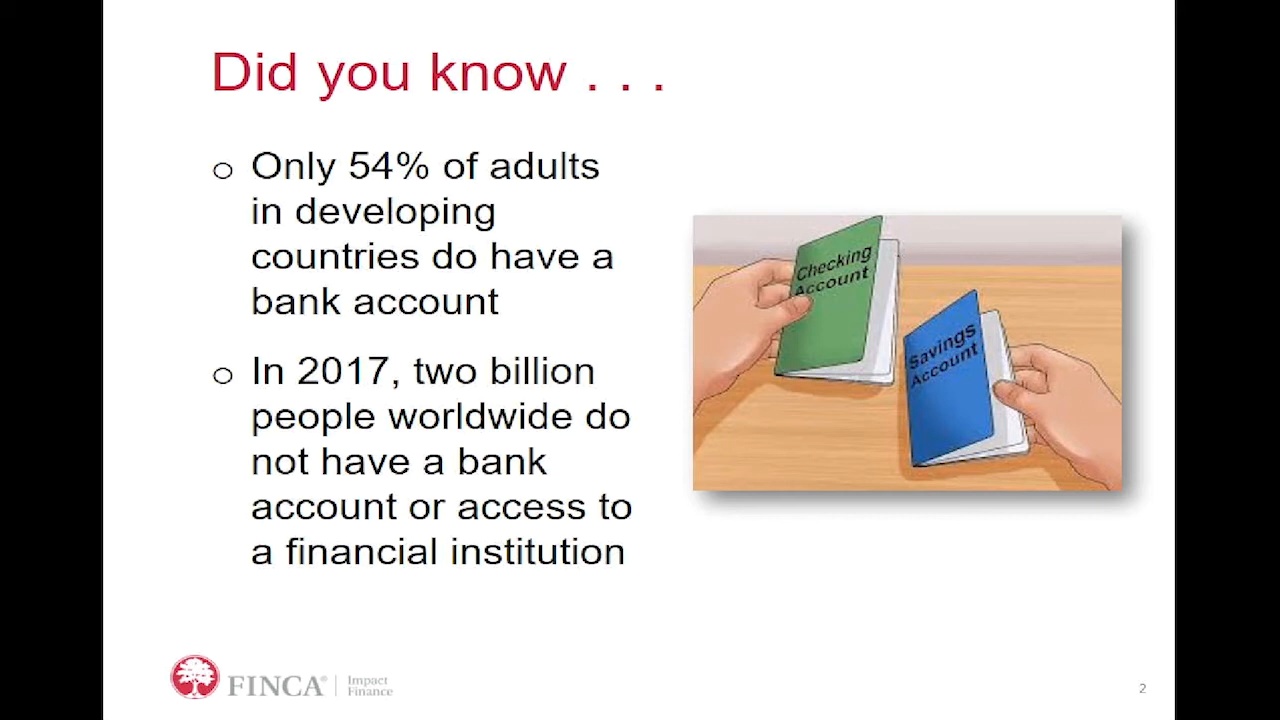 Did you know . . .
o Only 54% of adults
in developing
countries do have a
bank account
o In 2017, two billion
people worldwide do
not have a bank
account or access to
a financial institution
Checking
Account
Savings
Account
FINCA® | Impact
Finance
2